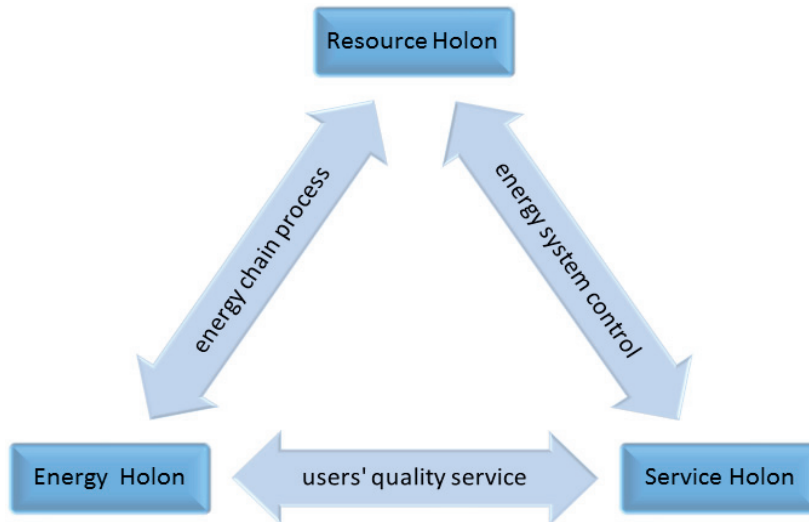 Resource Holon
energy chain process
energy system control
Energy Holon
users' quality service
Service Holon